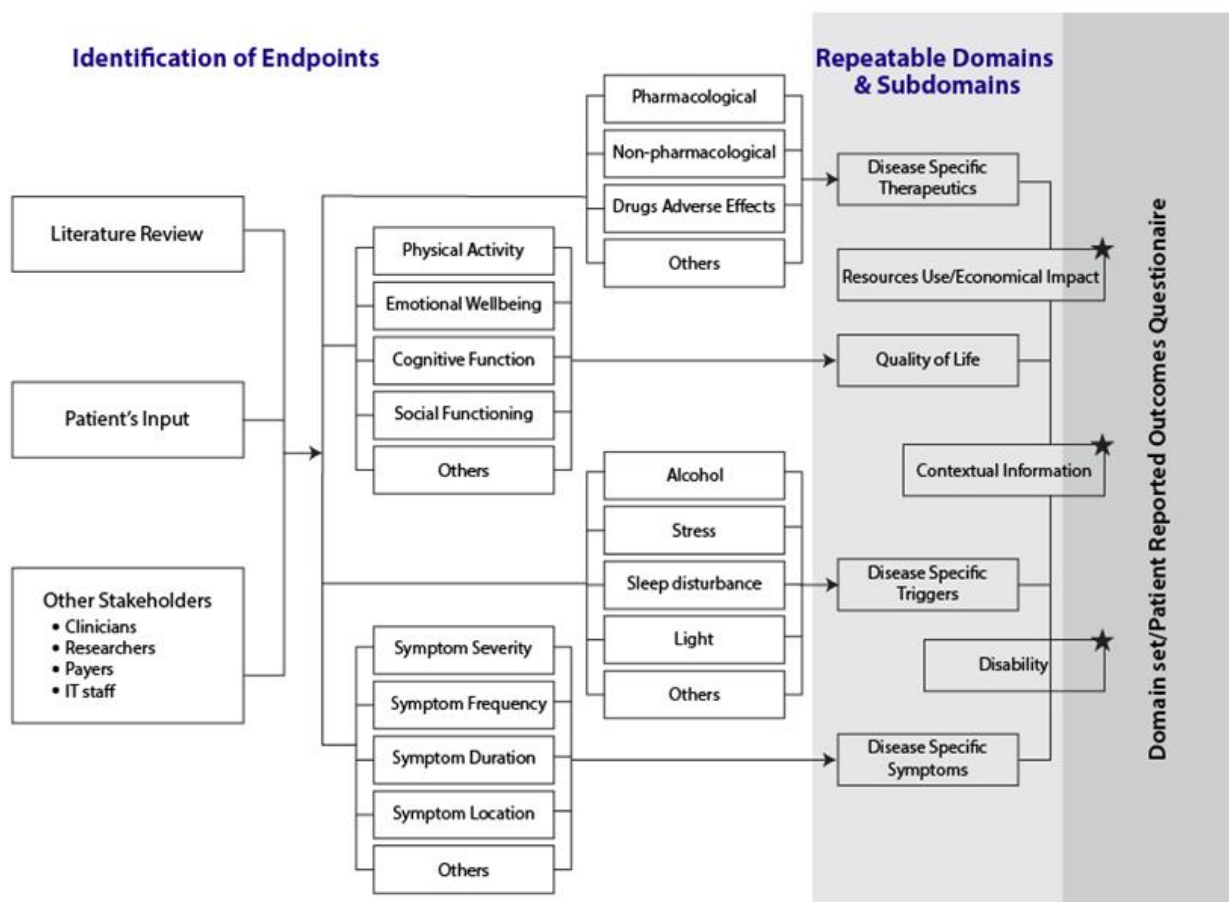 Identification of Endpoints
Repeatable Domains
& Subdomains
Literature Review
Patient's Input
Other Stakeholders
• Clinicians
• Researchers
• Payers
• IT staff
Physical Activity
Emotional Wellbeing
Cognitive Function
Social Functioning
Others
Symptom Severity
Symptom Frequency
Symptom Duration
Symptom Location
Others
Pharmacological
Non-pharmacological
Drugs Adverse Effects
Others
Alcohol
Stress
Sleep disturbance
Light
Others
Disease Specific
Therapeutics
Resources Use/Economical Impact
Quality of Life
Contextual Information
Disease Specific
Triggers
Disability
Disease Specific
Symptoms
Domain set/Patient Reported Outcomes Questionaire